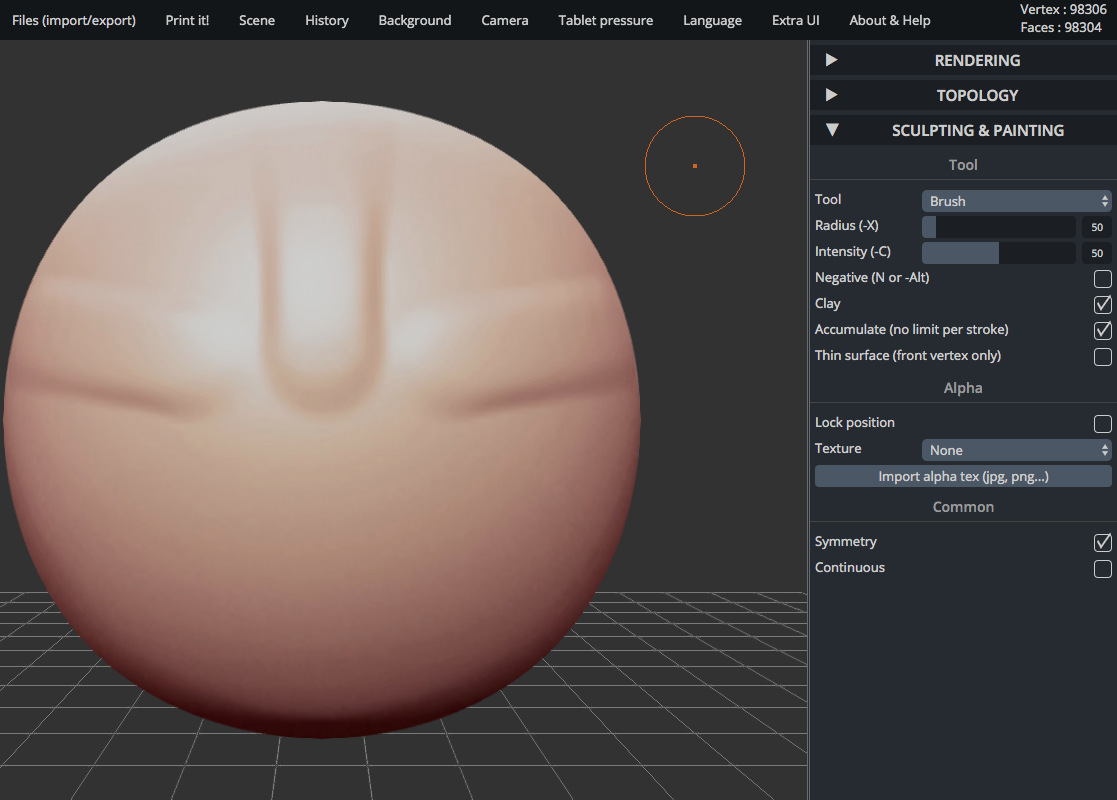 Files (import/export) Print it! Scene History Background Camera Tablet pressure Language Extra UI About & Help
Vertex : 98306
Faces : 98304
RENDERING
TOPOLOGY
SCULPTING & PAINTING
Tool
Tool Brush
Radius (-X) 50
Intensity (-C) 50
Negative (N or -Alt)
Clay
Accumulate (no limit per stroke)
Thin surface (front vertex only)
Alpha
Lock position
Texture None
Import alpha tex (jpg, png...)
Common
Symmetry
Continuous